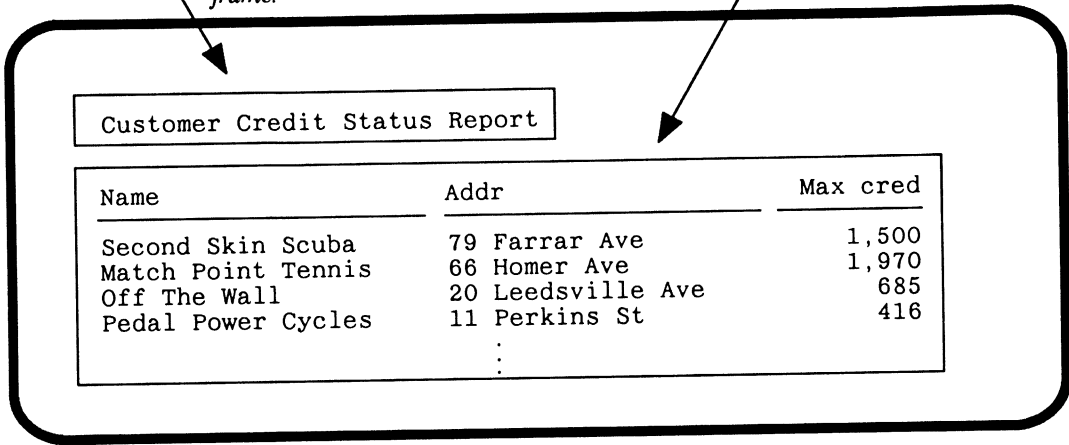 frame.
Customer Credit Status Report
Name Addr Max cred
Second Skin Scuba 79 Farrar Ave 1,500
Match Point Tennis 66 Homer Ave 1,970
Off The Wall 20 Leedsville Ave 685
Pedal Power Cycles 11 Perkins St 416